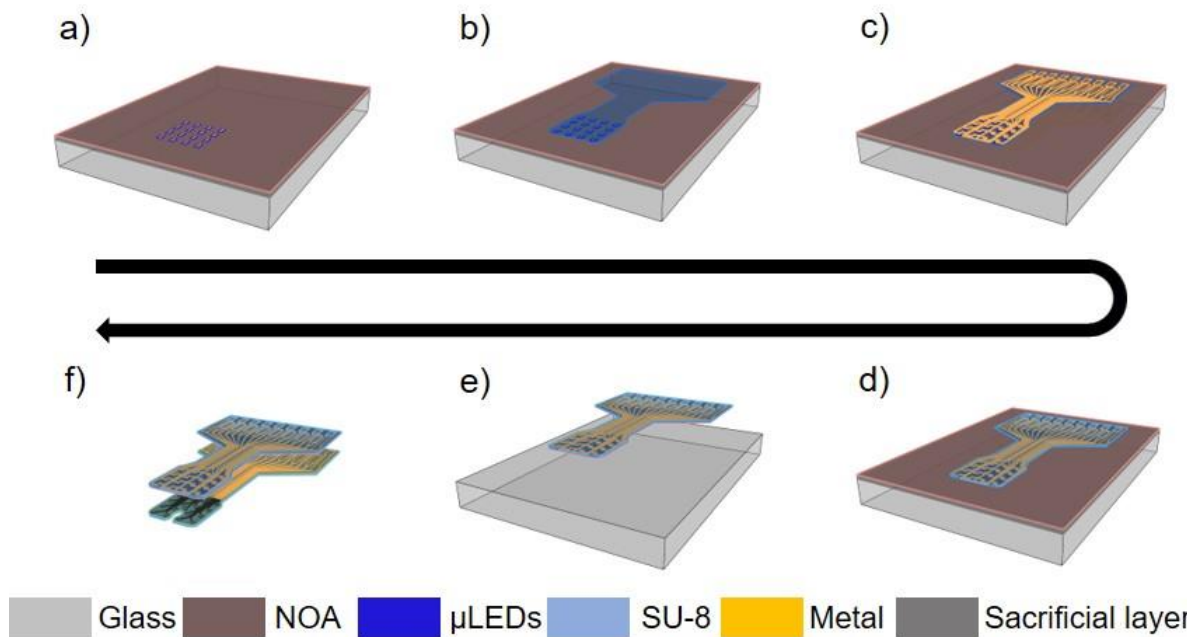 a)
b)
c)
f)
e)
d)
Glass
NOA
µLEDs
SU-8
Metal
Sacrificial layer